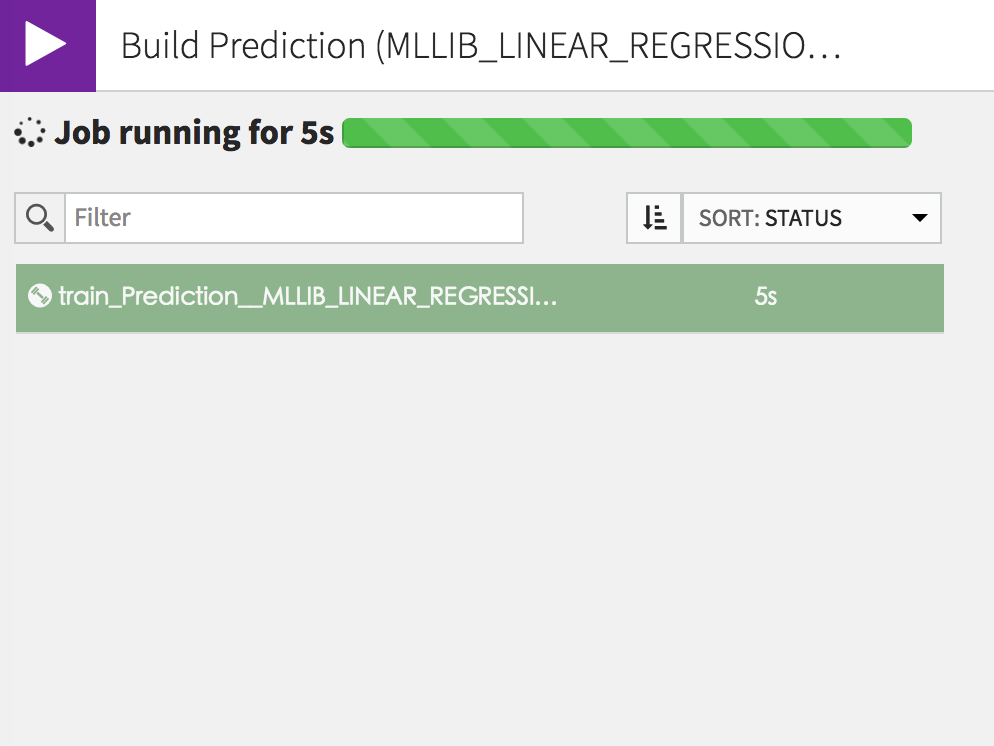 Build Prediction (MLLIB_LINEAR_REGRESSIO…
Job running for 5s
Filter
SORT: STATUS
train_Prediction__MLLIB_LINEAR_REGRESSI… 5s